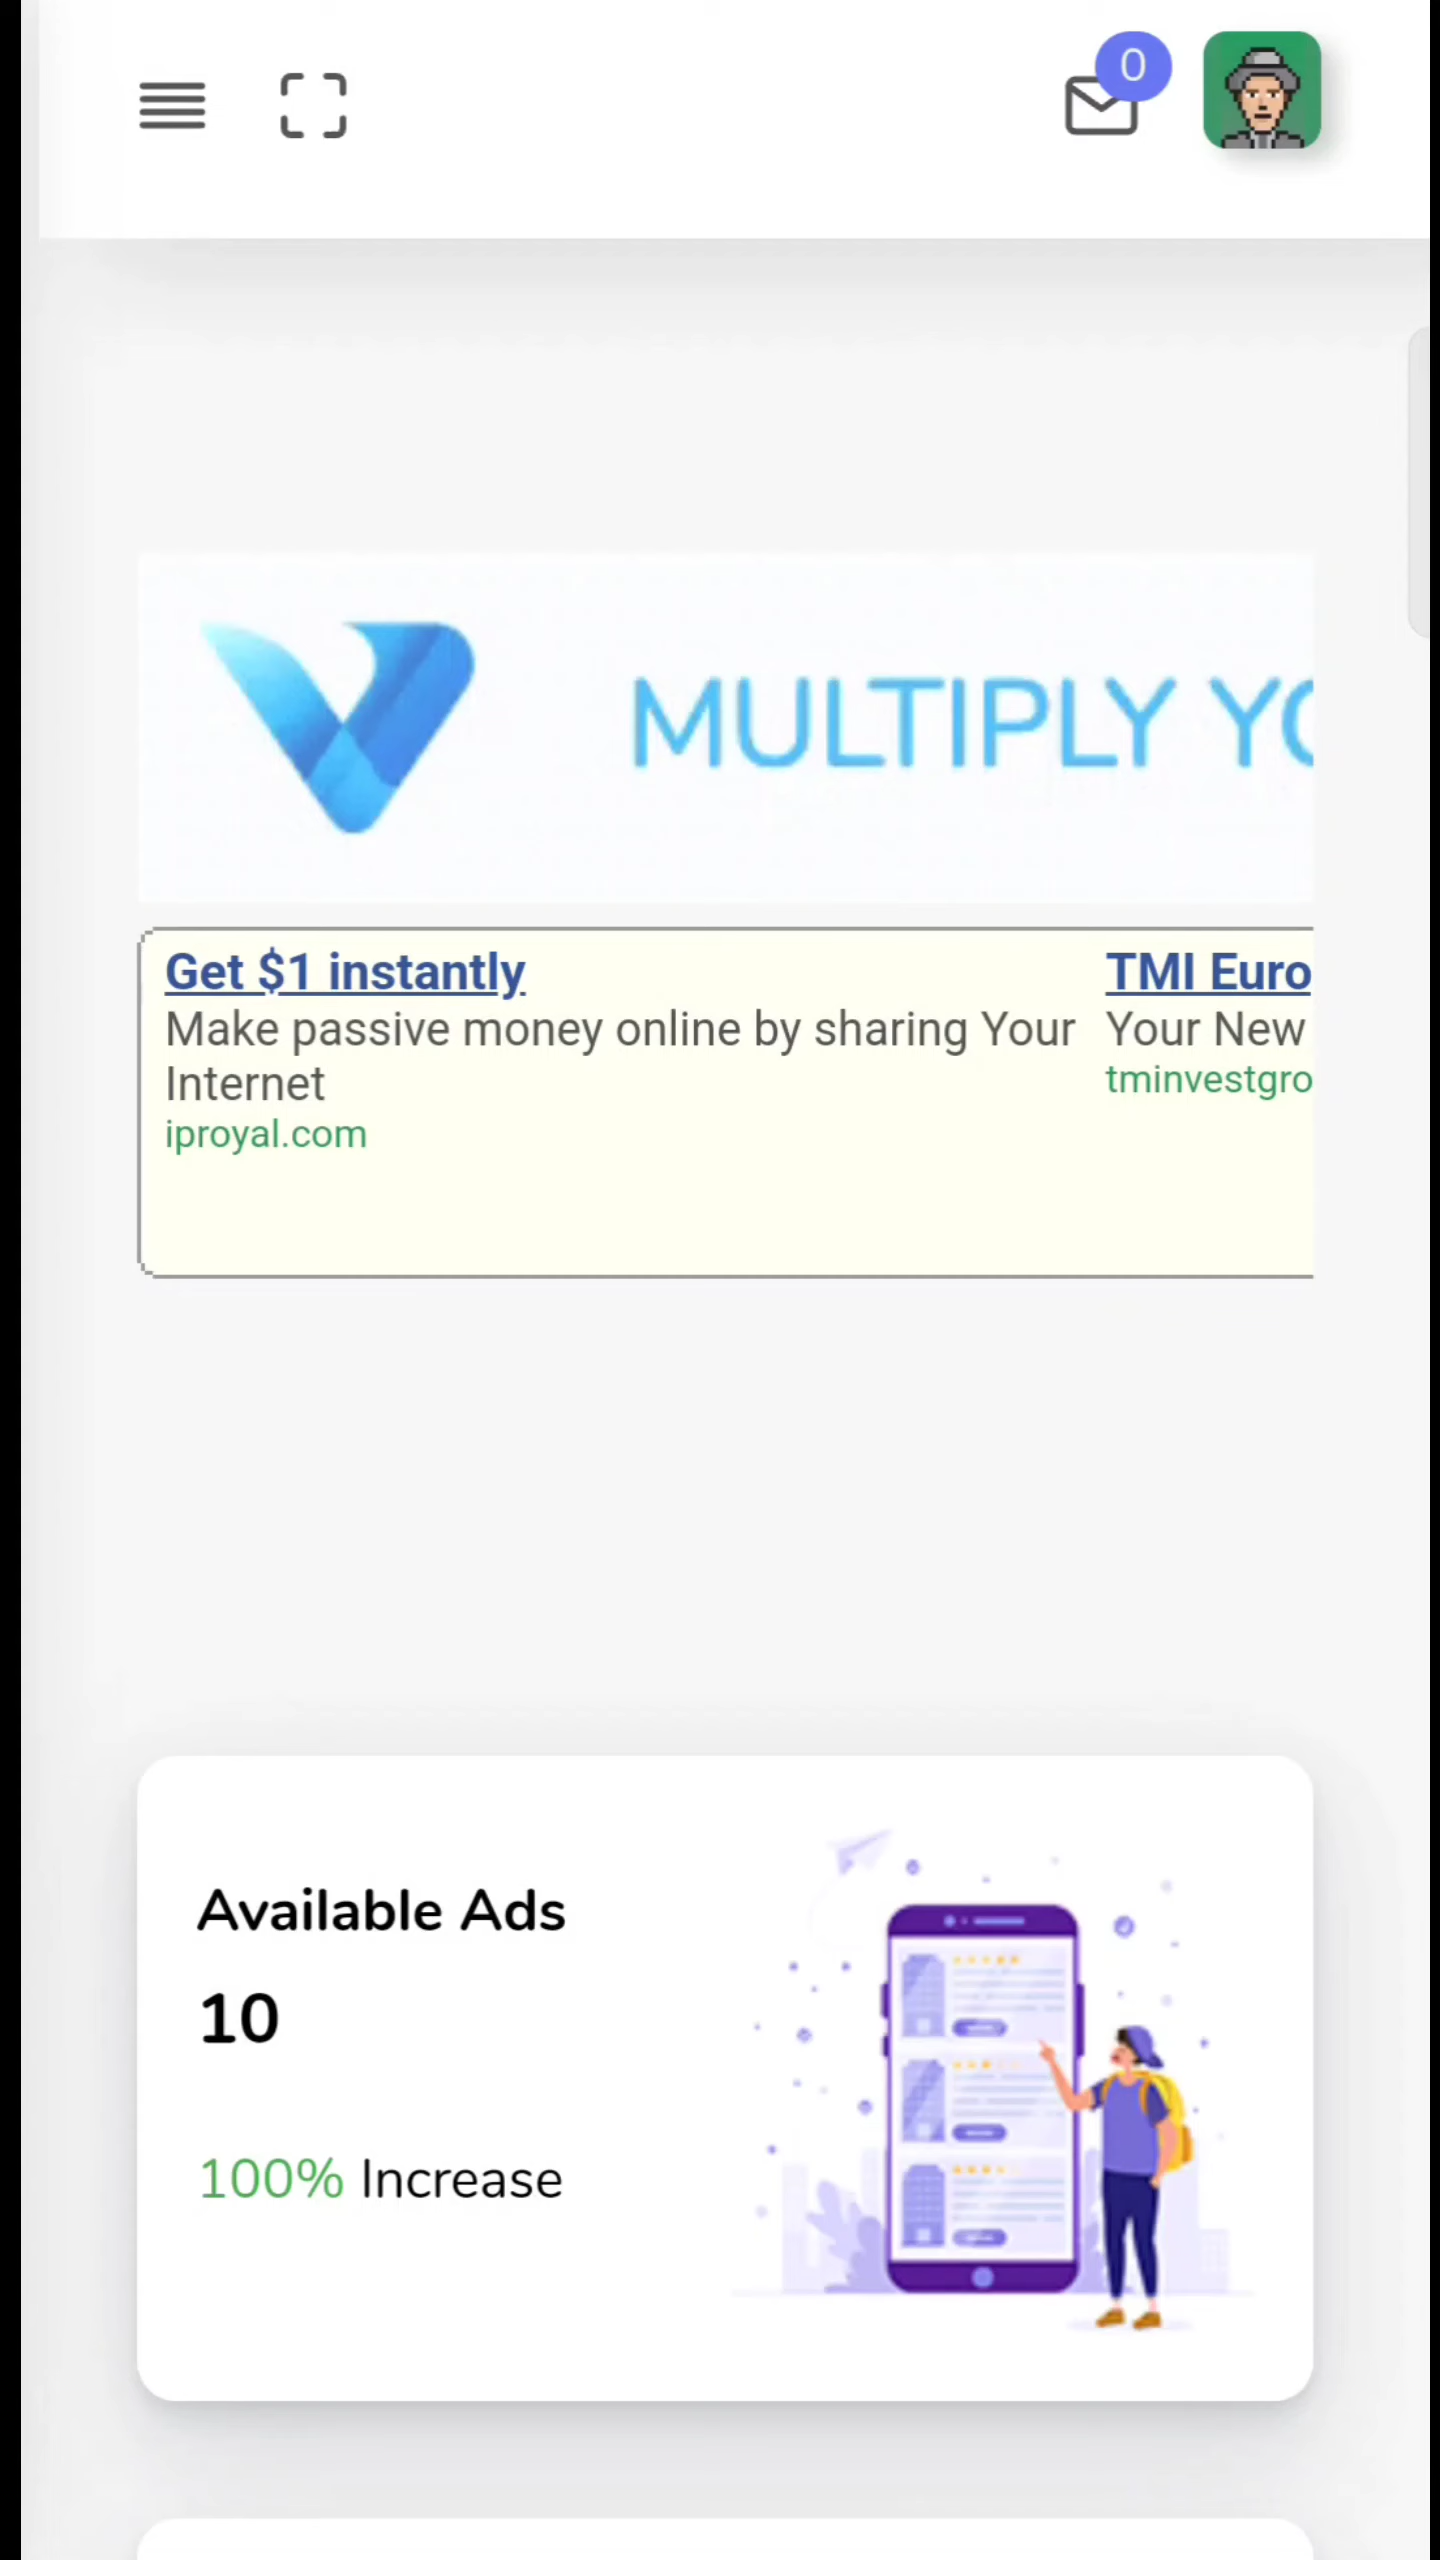 0
MULTIPLY
Get $1 instantly
Make passive money online by sharing Your
Internet
iproyal.com
TMI Euro
Your New
tminvestgro
Available Ads
10
100% Increase